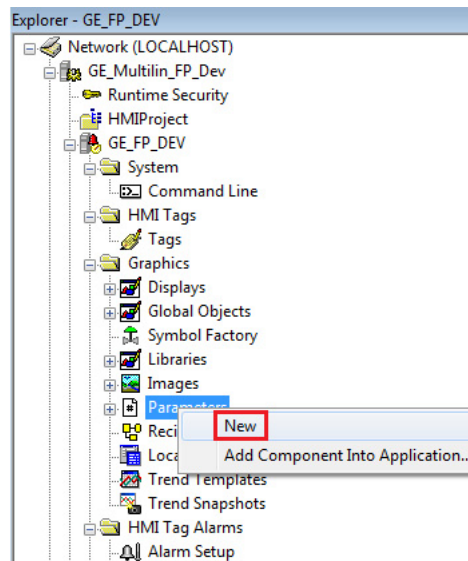 Explorer - GE_FP_DEV
Network (LOCALHOST)
GE_Multilin_FP_Dev
Runtime Security
HMIProject
GE_FP_DEV
System
Command Line
HMI Tags
Tags
Graphics
Displays
Global Objects
Symbol Factory
Libraries
Images
Parameters
New
Reci
Add Component Into Application...
Loca
Trend Templates
Trend Snapshots
HMI Tag Alarms
Alarm Setup